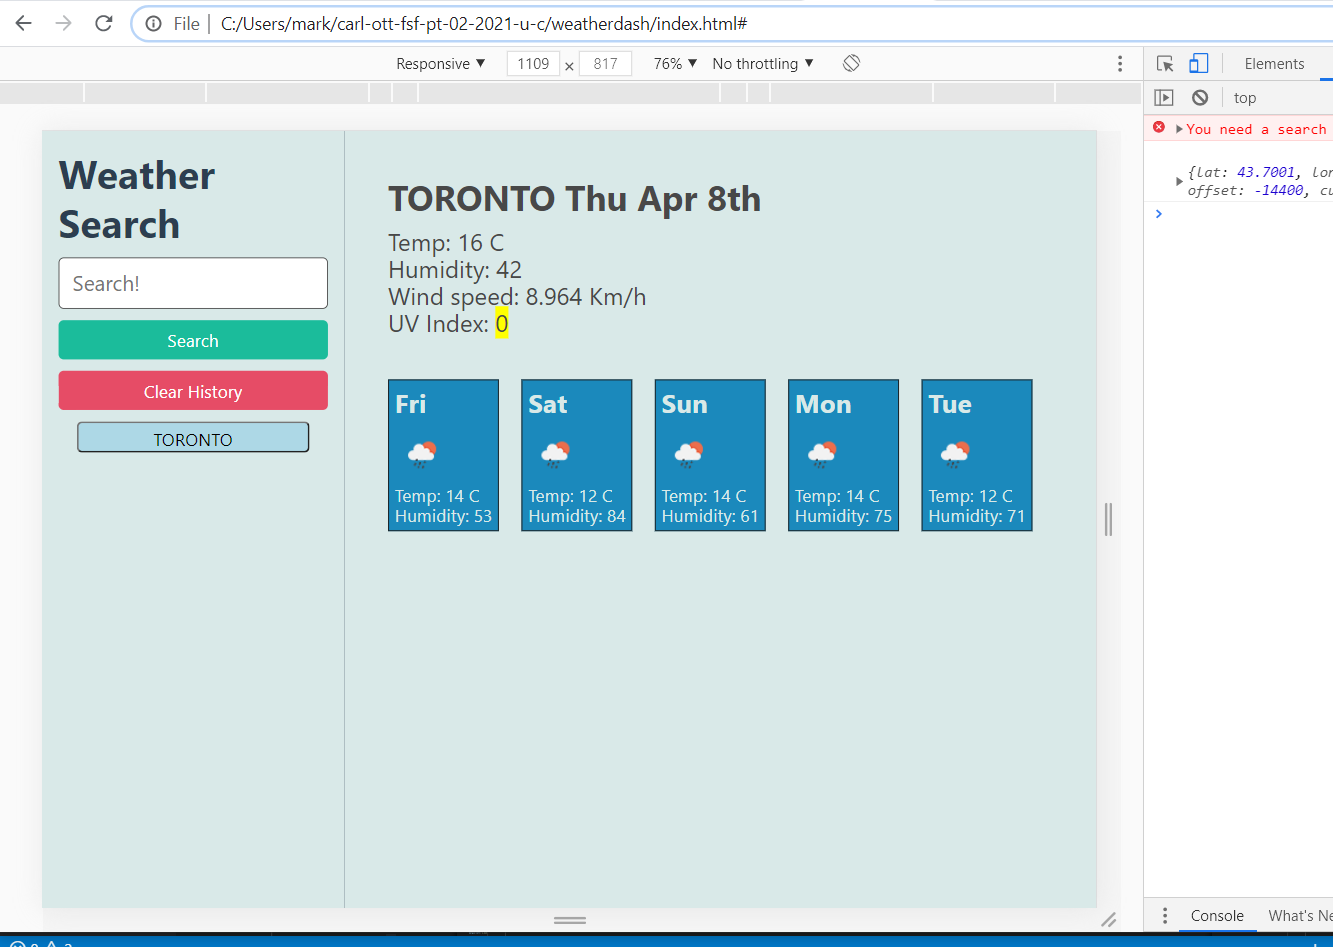 File | C:/Users/mark/carl-ott-fsf-pt-02-2021-u-c/weatherdash/index.html#
Responsive ▼ 1109 × 817 76% ▼ No throttling ▼
Elements
top
You need a search
{lat: 43.7001, lon
offset: -14400, cu
Weather
Search
Search!
Search
Clear History
TORONTO
TORONTO Thu Apr 8th
Temp: 16 C
Humidity: 42
Wind speed: 8.964 Km/h
UV Index: 0
Fri
Temp: 14 C
Humidity: 53
Sat
Temp: 12 C
Humidity: 84
Sun
Temp: 14 C
Humidity: 61
Mon
Temp: 14 C
Humidity: 75
Tue
Temp: 12 C
Humidity: 71
Console What's Ne